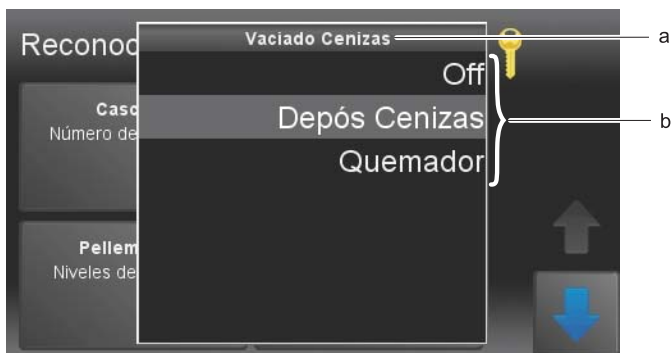 Reconoc
Vaciado Cenizas
a
Off
Depós Cenizas
b
Quemador
Casc
Número de
Pellem
Niveles de